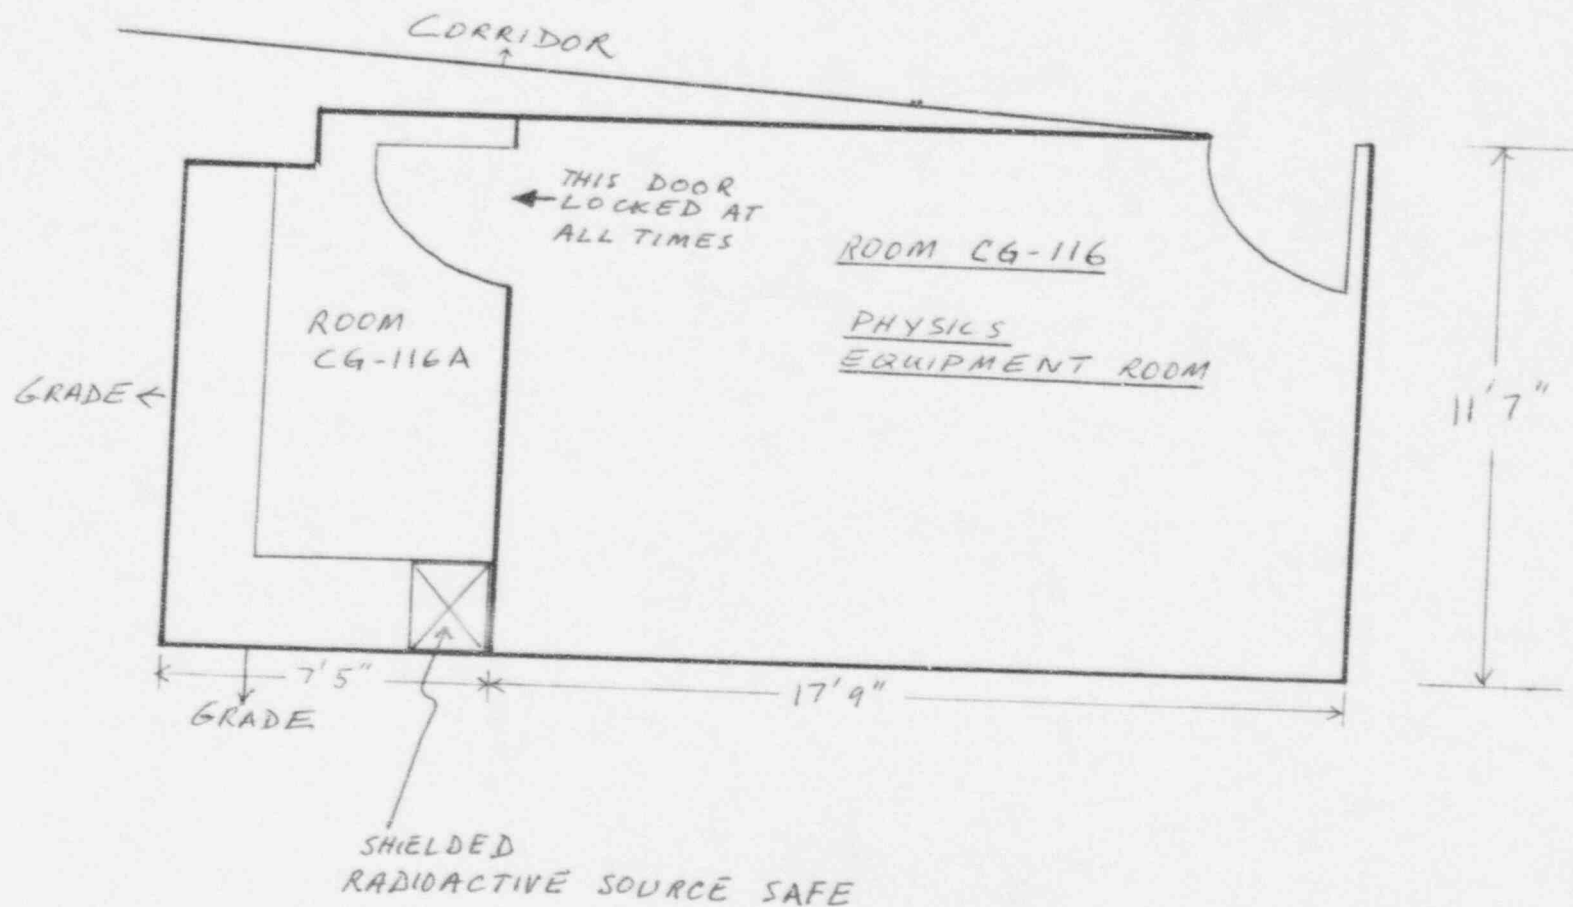 CORRIDOR
THIS DOOR
LOCKED AT
ALL TIMES
ROOM CG-116
PHYSICS
EQUIPMENT ROOM
ROOM
CG-116A
GRADE
11'7"
7'5"
17'9"
GRADE
SHIELDED
RADIOACTIVE SOURCE SAFE